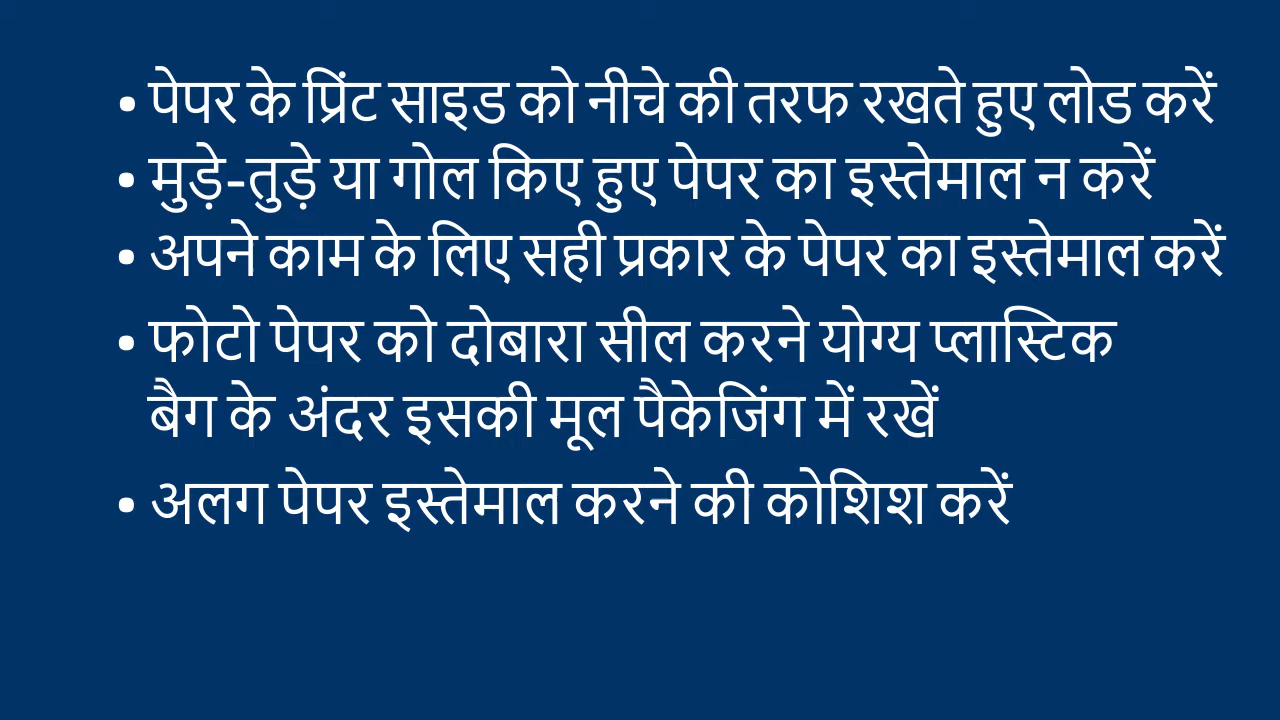 • पेपर के प्रिंट साइड को नीचे की तरफ रखते हुए लोड करें
• मुड़े-तुड़े या गोल किए हुए पेपर का इस्तेमाल न करें
• अपने काम के लिए सही प्रकार के पेपर का इस्तेमाल करें
• फोटो पेपर को दोबारा सील करने योग्य प्लास्टिक
बैग के अंदर इसकी मूल पैकेजिंग में रखें
• अलग पेपर इस्तेमाल करने की कोशिश करें